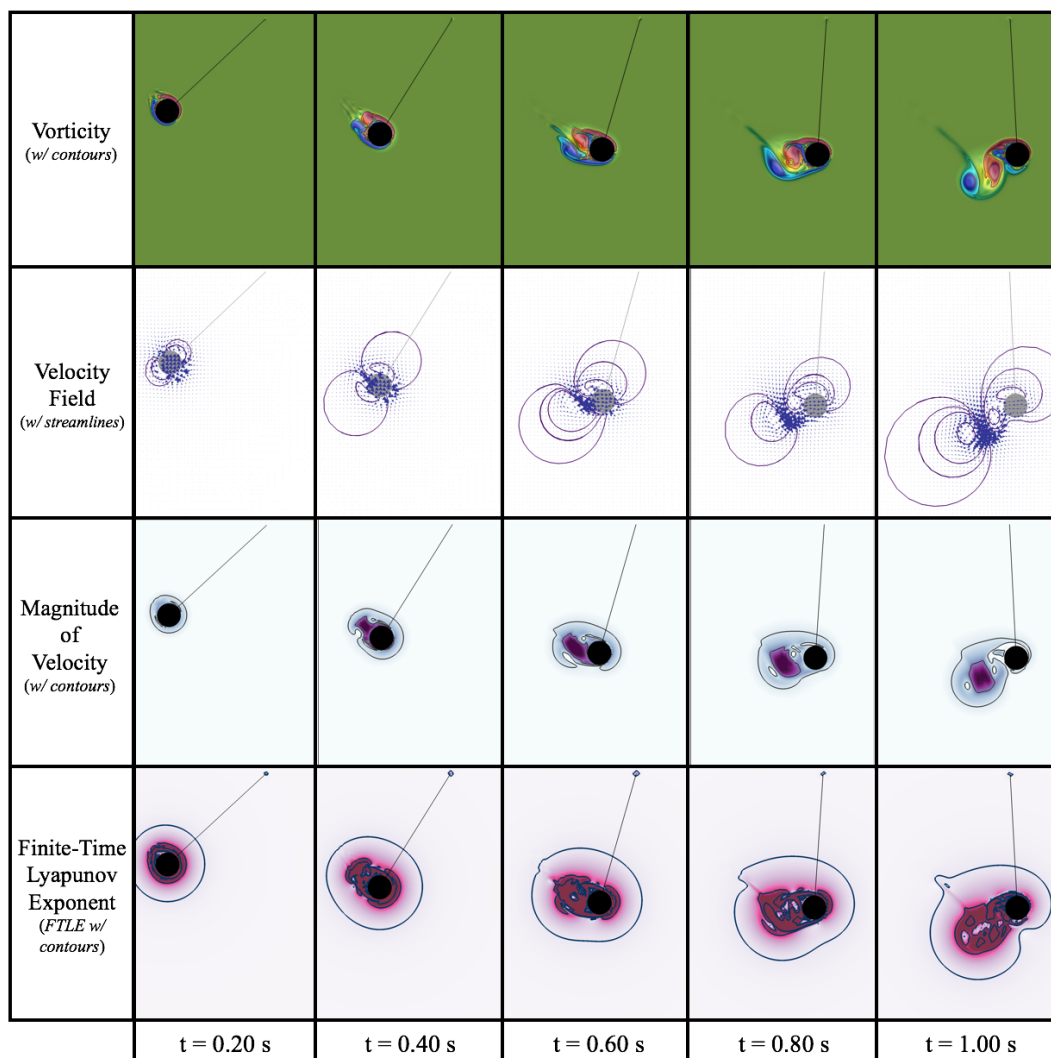 Vorticity
(w/ contours)
Velocity
Field
(w/ streamlines)
Magnitude
of
Velocity
(w/ contours)
Finite-Time
Lyapunov
Exponent
(FTLE w/
contours)
t = 0.20 s
t = 0.40 s
t = 0.60 s
t = 0.80 s
t = 1.00 s